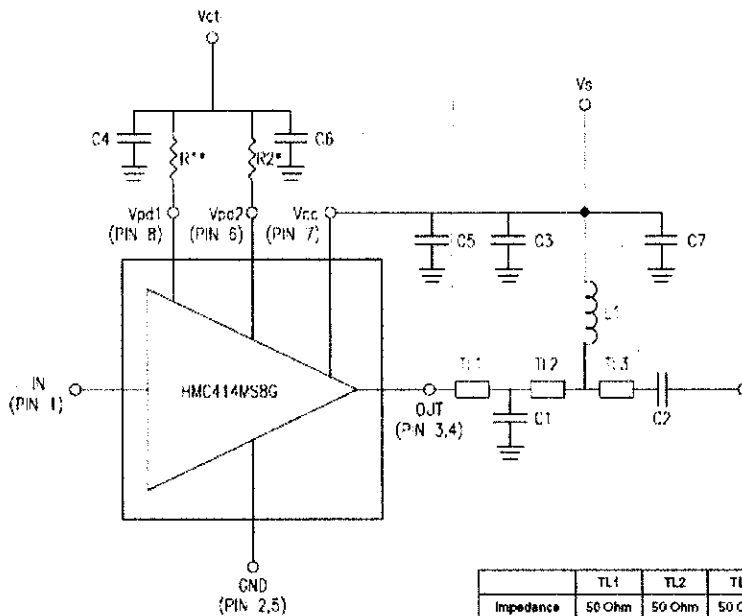 Vct
Vs
C4
R**
R2*
C6
Vpd1
(PIN 8)
Vpd2
(PIN 6)
Vcc
(PIN 7)
C5
C3
C7
L1
IN
(PIN 1)
HMC414MS8G
OUT
(PIN 3,4)
TL1
TL2
TL3
C1
C2
GND
(PIN 2,5)
TL1 TL2
Impedance 50 Ohm 50 Ohm